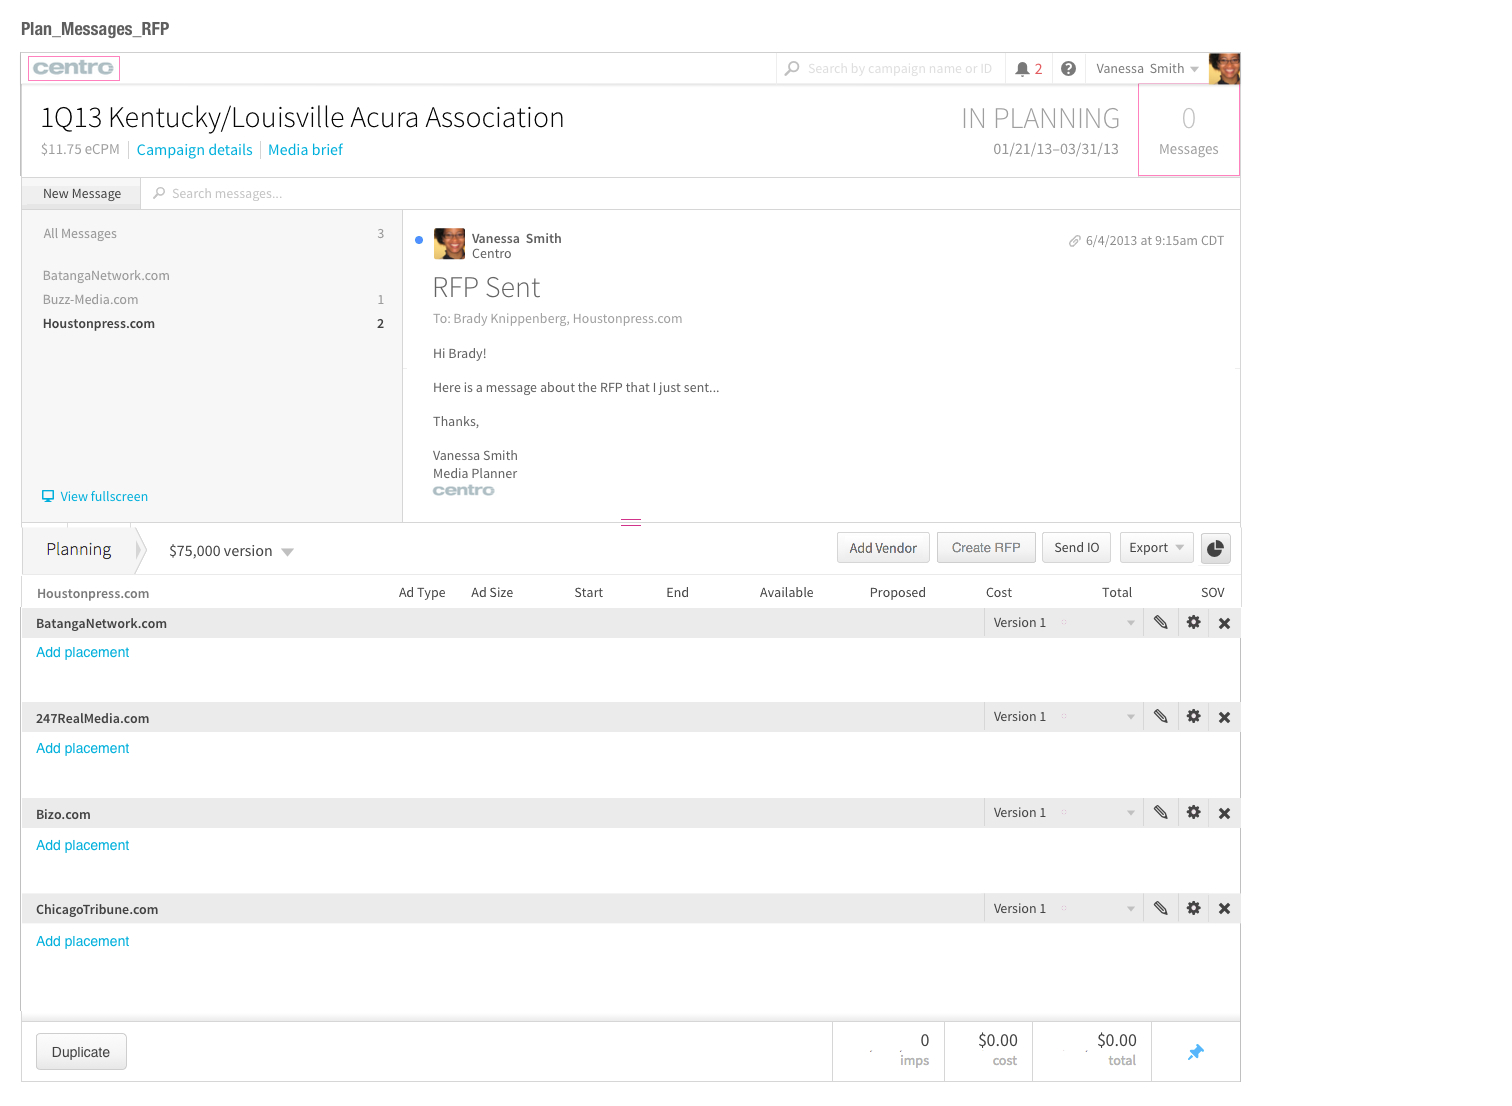 Plan_Messages_RFP
centro
Search by campaign name or ID
2
?
Vanessa Smith
1Q13 Kentucky/Louisville Acura Association
IN PLANNING
0
$11.75 eCPM
Campaign details
Media brief
01/21/13–03/31/13
Messages
New Message
Search messages...
All Messages 3
BatangaNetwork.com
Buzz-Media.com 1
Houstonpress.com 2
View fullscreen
Vanessa Smith
Centro
6/4/2013 at 9:15am CDT
RFP Sent
To: Brady Knippenberg, Houstonpress.com
Hi Brady!
Here is a message about the RFP that I just sent...
Thanks,
Vanessa Smith
Media Planner
centro
Planning
$75,000 version
Add Vendor
Create RFP
Send IO
Export
Houstonpress.com Ad Type Ad Size Start End Available Proposed Cost Total SOV
BatangaNetwork.com Version 1
Add placement
247RealMedia.com Version 1
Add placement
Bizo.com Version 1
Add placement
ChicagoTribune.com Version 1
Add placement
Duplicate
0
imps
$0.00
cost
$0.00
total